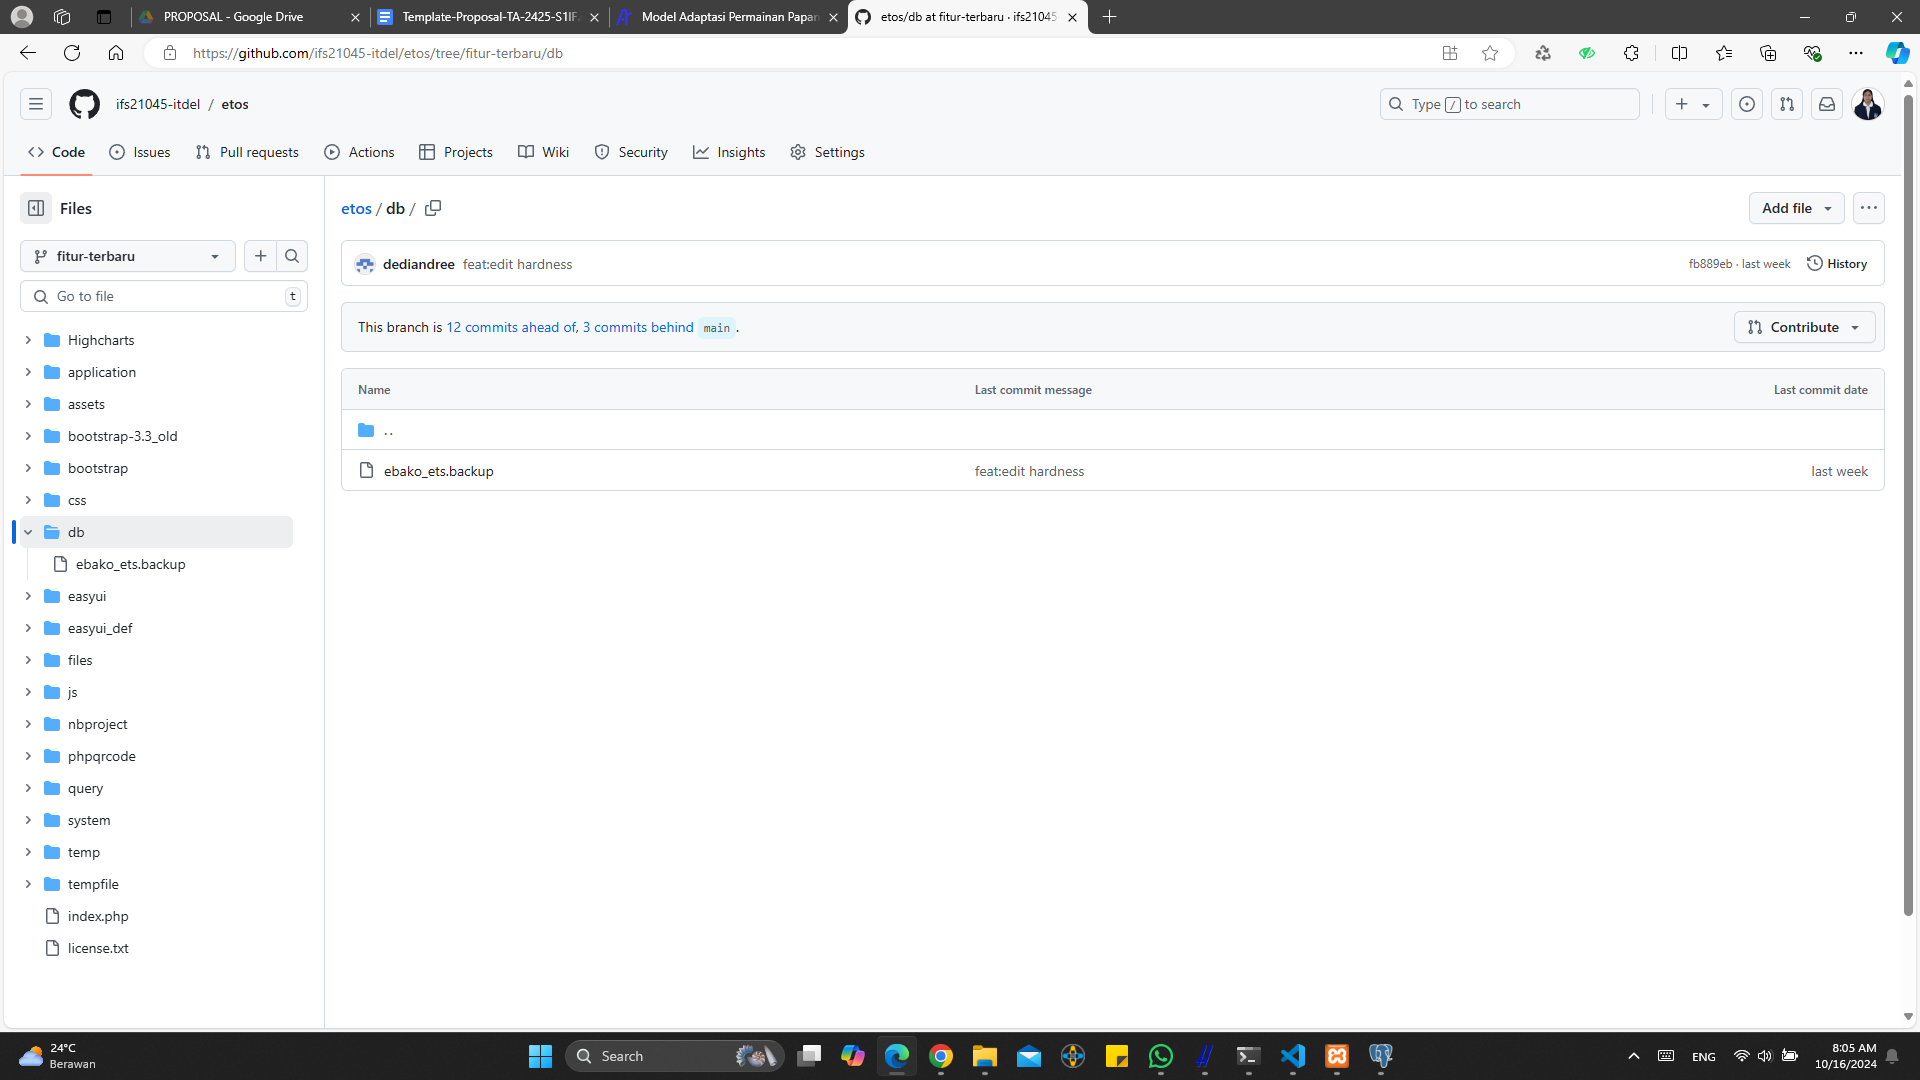 PROPOSAL - Google Drive
Template-Proposal-TA-2425-S1IF.
Model Adaptasi Permainan Papan
etos/db at fitur-terbaru · ifs21045
https://github.com/ifs21045-itdel/etos/tree/fitur-terbaru/db
ifs21045-itdel / etos
Type / to search
Code
Issues
Pull requests
Actions
Projects
Wiki
Security
Insights
Settings
Files
fitur-terbaru
Go to file
t
Highcharts
application
assets
bootstrap-3.3_old
bootstrap
css
db
ebako_ets.backup
easyui
easyui_def
files
js
nbproject
phpqrcode
query
system
temp
tempfile
index.php
license.txt
etos / db /
Add file
dediandree feat:edit hardness
fb889eb · last week
History
This branch is 12 commits ahead of, 3 commits behind main .
Contribute
Name
Last commit message
Last commit date
..
ebako_ets.backup
feat:edit hardness
last week
24°C
Berawan
Search
ENG
8:05 AM
10/16/2024